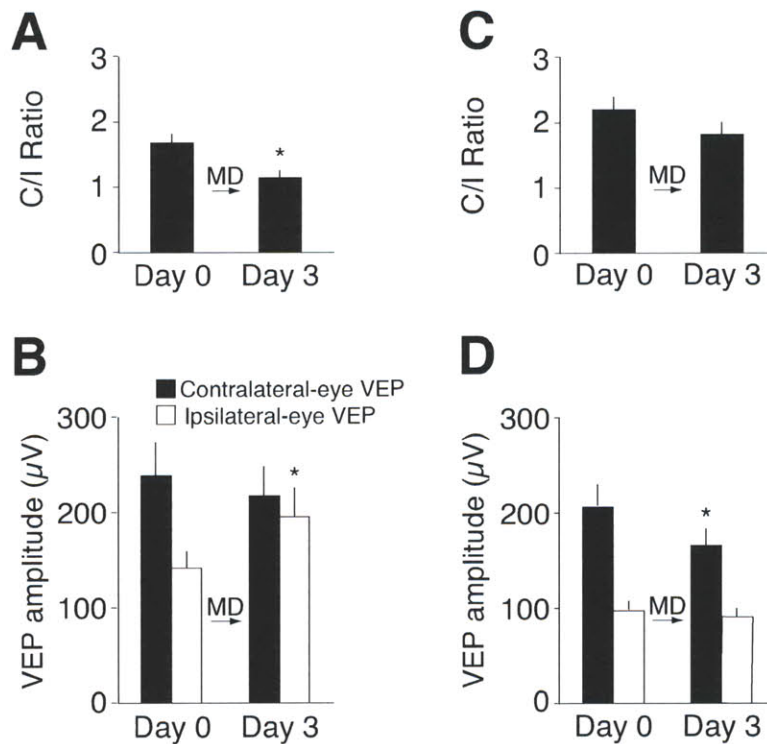 A
3
2
1
0
C/I Ratio
MD
*
Day 0
Day 3
C
3
2
1
0
C/I Ratio
MD
Day 0
Day 3
B
Contralateral-eye VEP
Ipsilateral-eye VEP
300
200
100
0
VEP amplitude (µV)
*
MD
Day 0
Day 3
D
300
200
100
0
VEP amplitude (µV)
*
MD
Day 0
Day 3